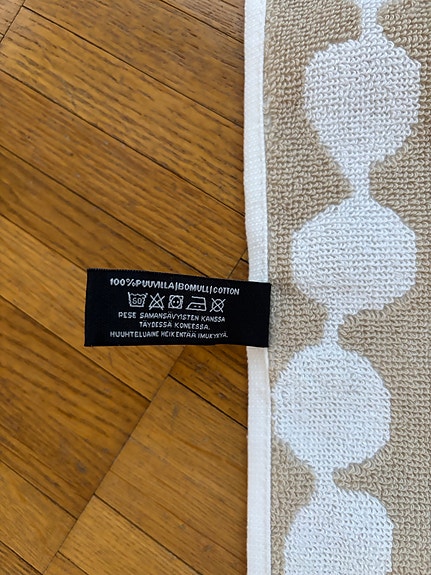 100%PUUVILLA|BOMULL|COTTON
60
PESE SAMANSÄVYISTEN KANSSA
TÄYDESSÄ KONEESSA.
HUUHTELUAINE HEIKENTÄÄ IMUKYKYÄ.